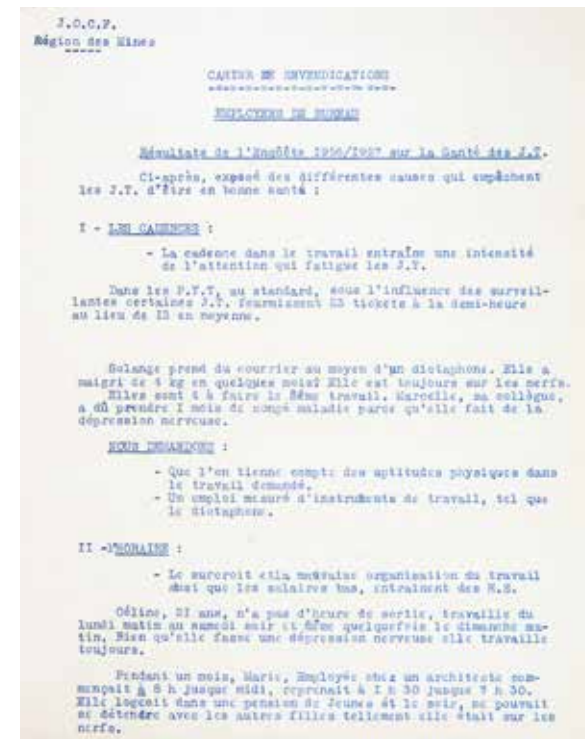 J.O.C.F.
Région des Mines
CAHIER DE REVENDICATIONS
EMPLOYEES DE BUREAU
Résultats de l'Enquête 1956/1957 sur la Santé des J.T.
Ci-après, exposé des différentes causes qui empêchent
les J.T. d'être en bonne santé :
I - LES CADENCES :
- La cadence dans le travail entraîne une intensité
de l'attention qui fatigue les J.T.
Dans les P.T.T. au standard, sous l'influence des surveil-
lantes certaines J.T. fournissent 23 tickets à la demi-heure
au lieu de 13 en moyenne.
Solange prend du courrier au moyen d'un dictaphone. Elle a
maigri de 4 kg en quelques mois! Elle est toujours sur les nerfs.
Elles sont 4 à faire le même travail. Marcelle, sa collègue,
a dû prendre 1 mois de congé maladie parce qu'elle fait de la
dépression nerveuse.
NOUS DEMANDONS :
- Que l'on tienne compte des aptitudes physiques dans
le travail demandé.
- Un emploi mesuré d'instruments de travail, tel que
le dictaphone.
II -l'HORAIRE :
- Le surcroit et la mauvaise organisation du travail
que les salaires bas, entrainent des H.S.
Céline, 21 ans, n'a pas d'heure de sortie, travaille du
lundi matin au samedi soir et même quelquefois le dimanche ma-
tin. Bien qu'elle fasse une dépression nerveuse elle travaille
toujours.
Pendant un mois, Marie, Employée chez un architecte com-
mençait à 8 h jusque midi, reprenait à 1 h 30 jusque 7 h 30.
Elle logeait dans une pension de Jeunes et le soir, ne pouvait
se détendre avec les autres filles tellement elle était sur les
nerfs.